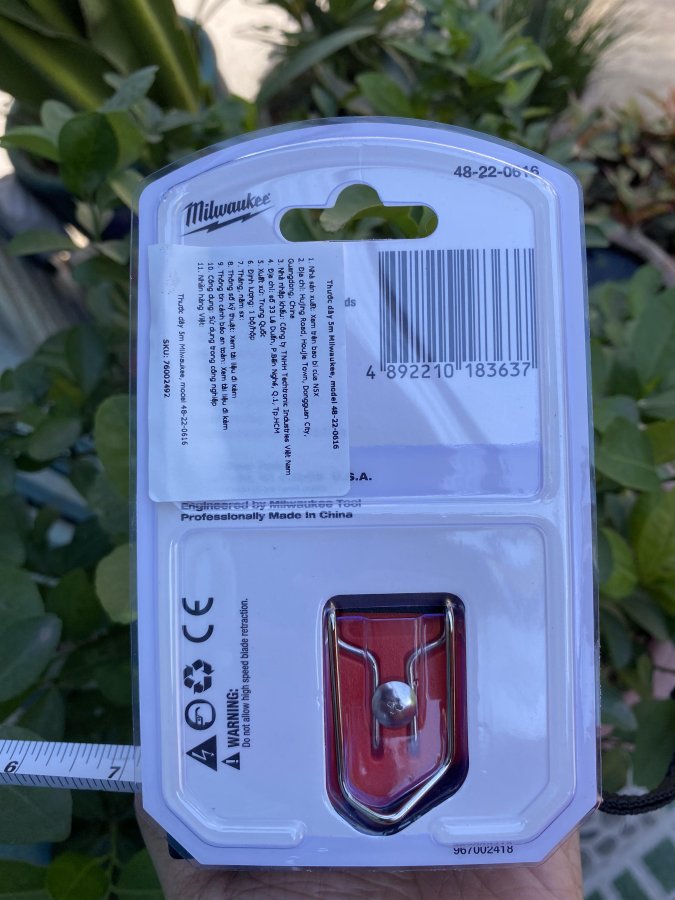 Milwaukee
48-22-0616
ds
4 892210 183637
Thước dây 5m Milwaukee, model 48-22-0616
1. Nhà sản xuất: Xem trên bao bì của NSX
2. Địa chỉ: Hujing Road, Houjie Town, Dongguan City,
Guangdong, China
3. Nhà nhập khẩu: Công ty TNHH Techtronic Industries Việt Nam
4. Địa chỉ: số 33 Lê Duẩn, P.Bến Nghé, Q.1, Tp.HCM
5. Xuất xứ: Trung Quốc
6. Định lượng: 1 bộ/hộp
7. Tháng, năm sx:
8. Thông số kỹ thuật: Xem tài liệu đi kèm
9. Thông tin cảnh báo an toàn: Xem tài liệu đi kèm
10. Công dụng: Sử dụng trong công nghiệp
11. Nhãn hàng Việt
Thước dây 5m Milwaukee, model 48-22-0616
SKU: 76002492
.S.A.
Engineered by Milwaukee Tool
Professionally Made in China
CE
WARNING:
Do not allow high speed blade retraction.
6 7
967002418